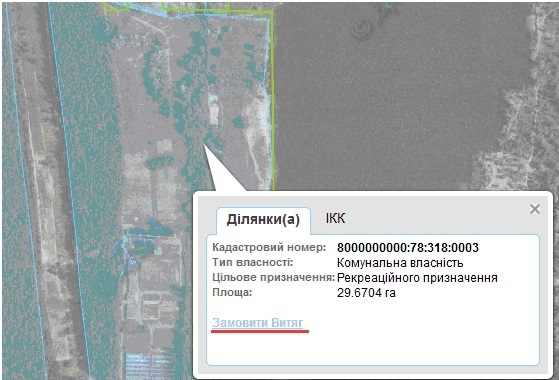 Ділянки(а) ІКК
Кадастровий номер: 8000000000:78:318:0003
Тип власності: Комунальна власність
Цільове призначення: Рекреаційного призначення
Площа: 29.6704 га
Замовити Витяг